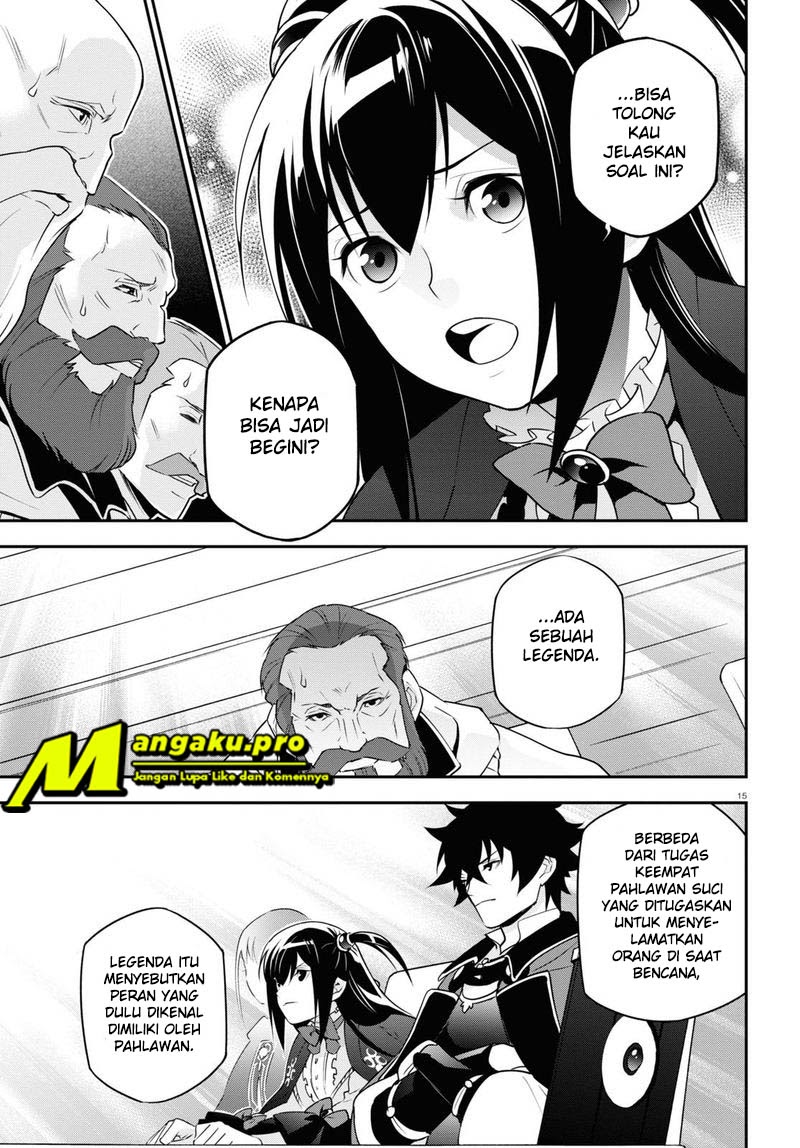 ...BISA
TOLONG
KAU
JELASKAN
SOAL INI?
KENAPA
BISA JADI
BEGINI?
...ADA
SEBUAH
LEGENDA.
Mangaku.pro
Jangan Lupa Like dan Komennya
15
BERBEDA
DARI TUGAS
KEEMPAT
PAHLAWAN SUCI
YANG DITUGASKAN
UNTUK MENYE-
LAMATKAN
ORANG DI SAAT
BENCANA,
LEGENDA ITU
MENYEBUTKAN
PERAN YANG
DULU DIKENAL
DIMILIKI OLEH
PAHLAWAN.